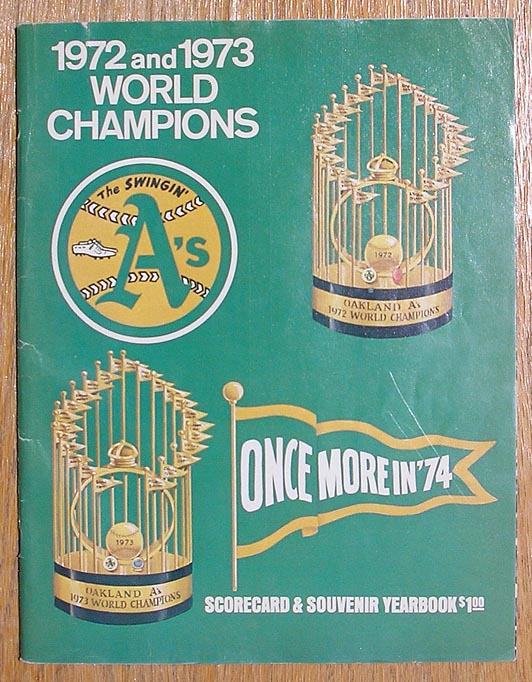 1972 and 1973
WORLD
CHAMPIONS
The SWINGIN'
A's
1972
OAKLAND A's
1972 WORLD CHAMPIONS
ONCE MORE IN '74
1973
OAKLAND A's
1973 WORLD CHAMPIONS
SCORECARD & SOUVENIR YEARBOOK $1.00